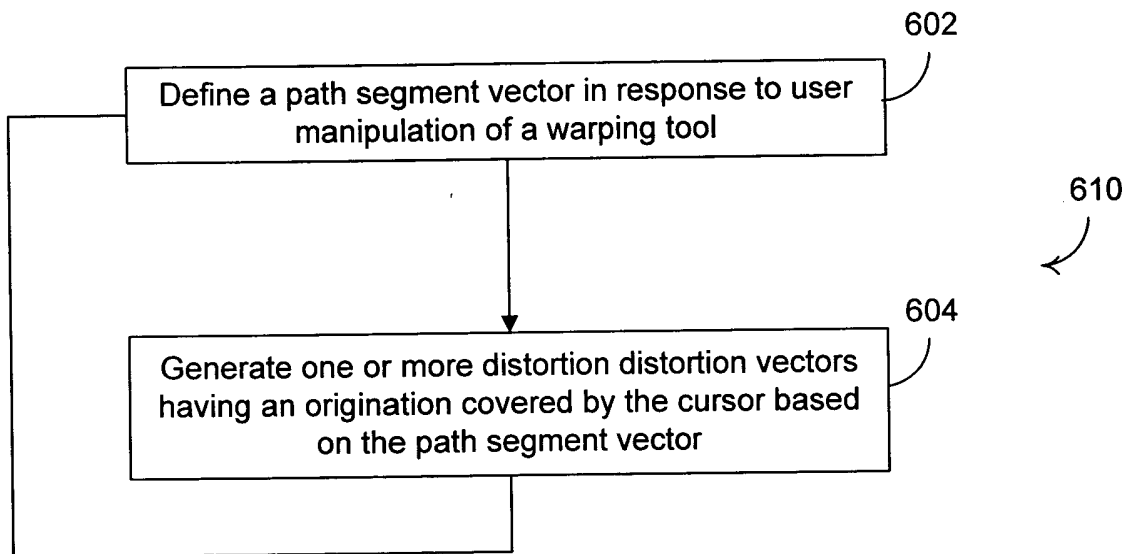 602
Define a path segment vector in response to user
manipulation of a warping tool
610
604
Generate one or more distortion distortion vectors
having an origination covered by the cursor based
on the path segment vector